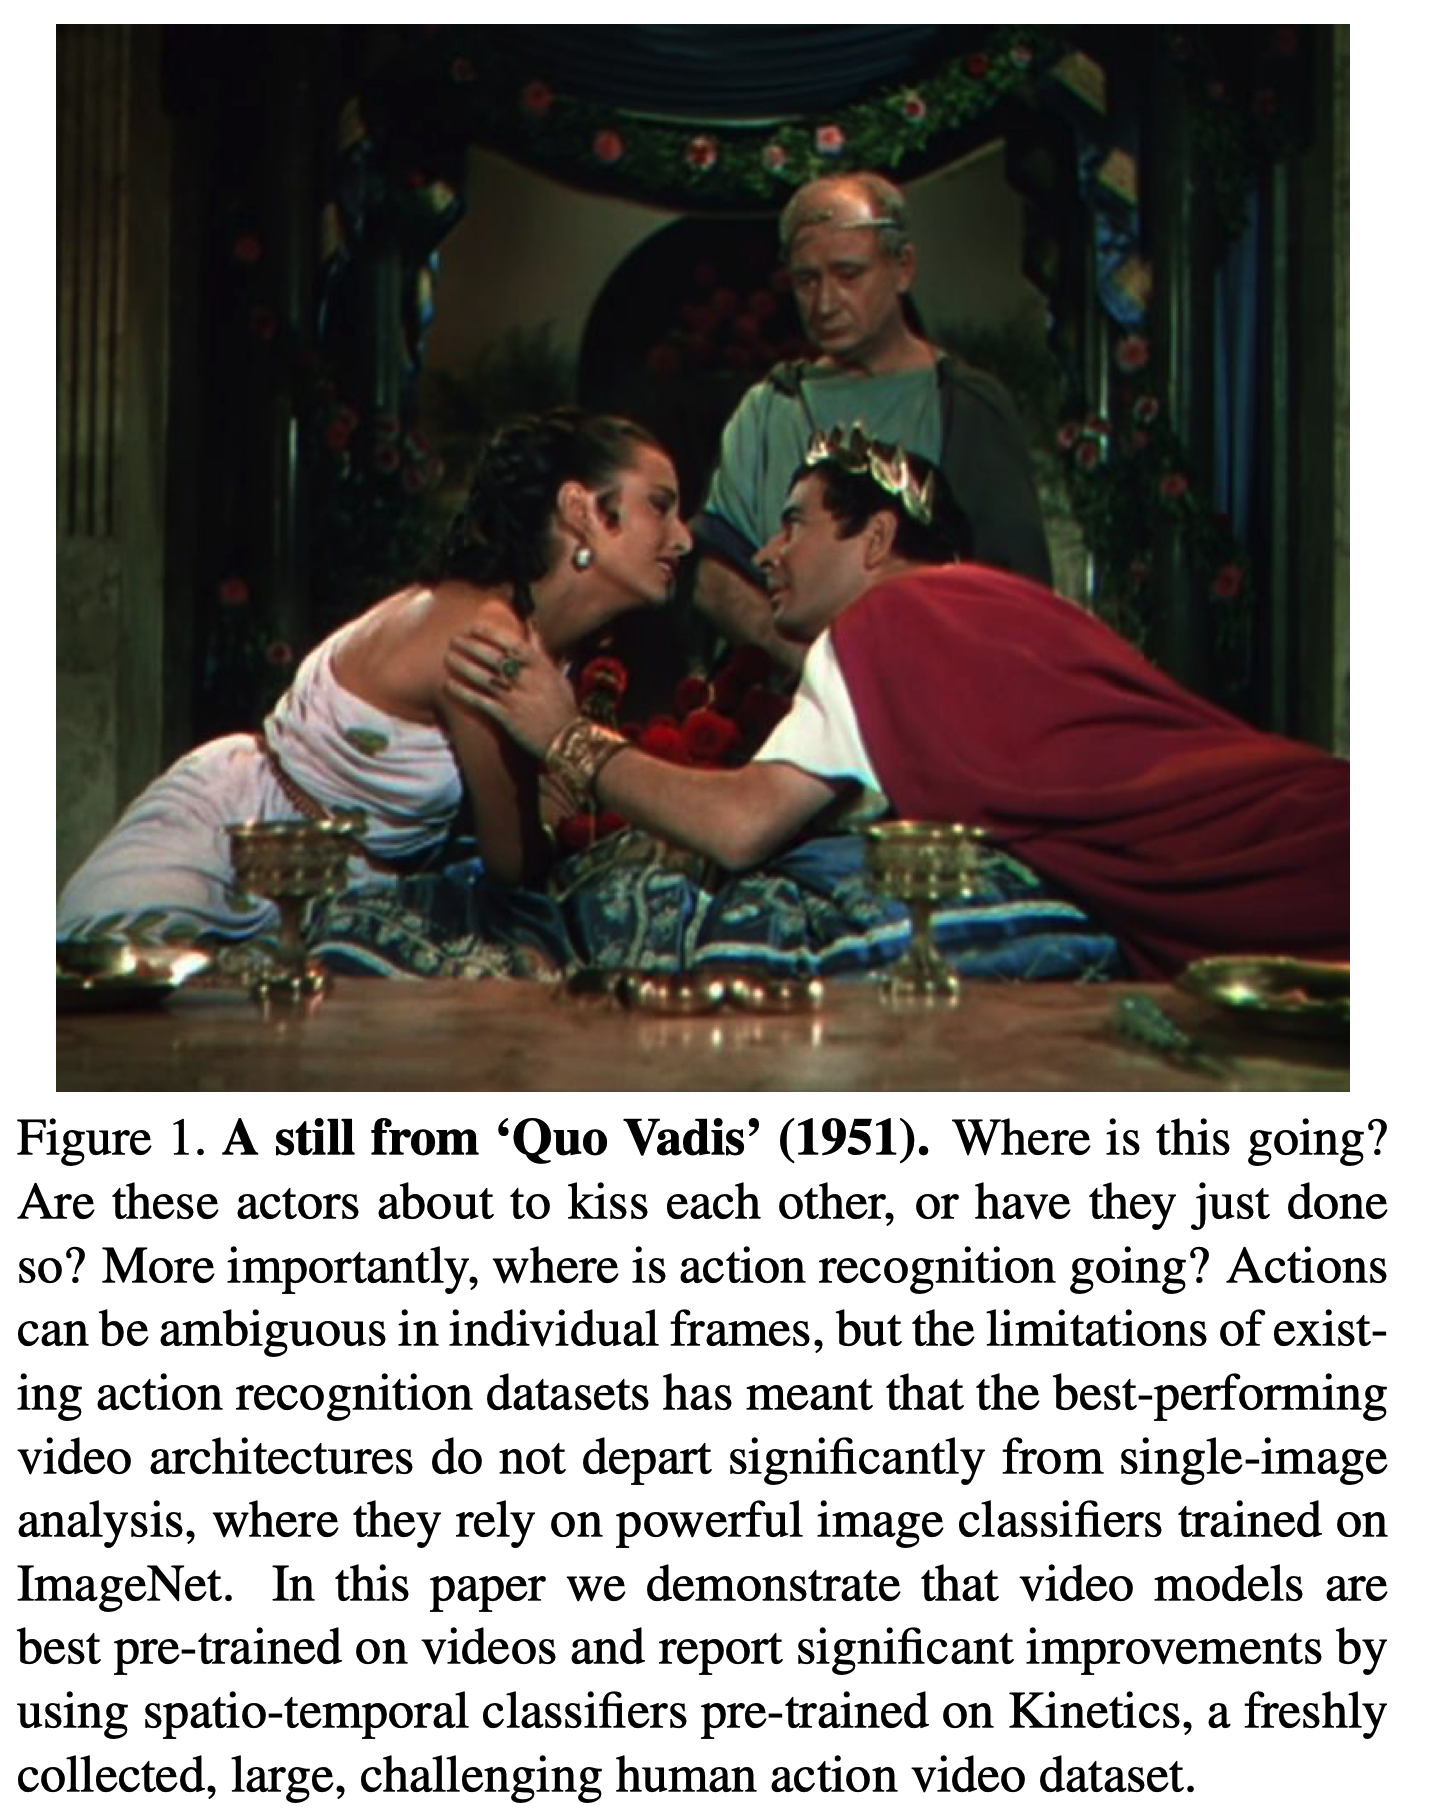 Figure 1. A still from ‘Quo Vadis’ (1951). Where is this going?
Are these actors about to kiss each other, or have they just done
so? More importantly, where is action recognition going? Actions
can be ambiguous in individual frames, but the limitations of exist-
ing action recognition datasets has meant that the best-performing
video architectures do not depart significantly from single-image
analysis, where they rely on powerful image classifiers trained on
ImageNet. In this paper we demonstrate that video models are
best pre-trained on videos and report significant improvements by
using spatio-temporal classifiers pre-trained on Kinetics, a freshly
collected, large, challenging human action video dataset.